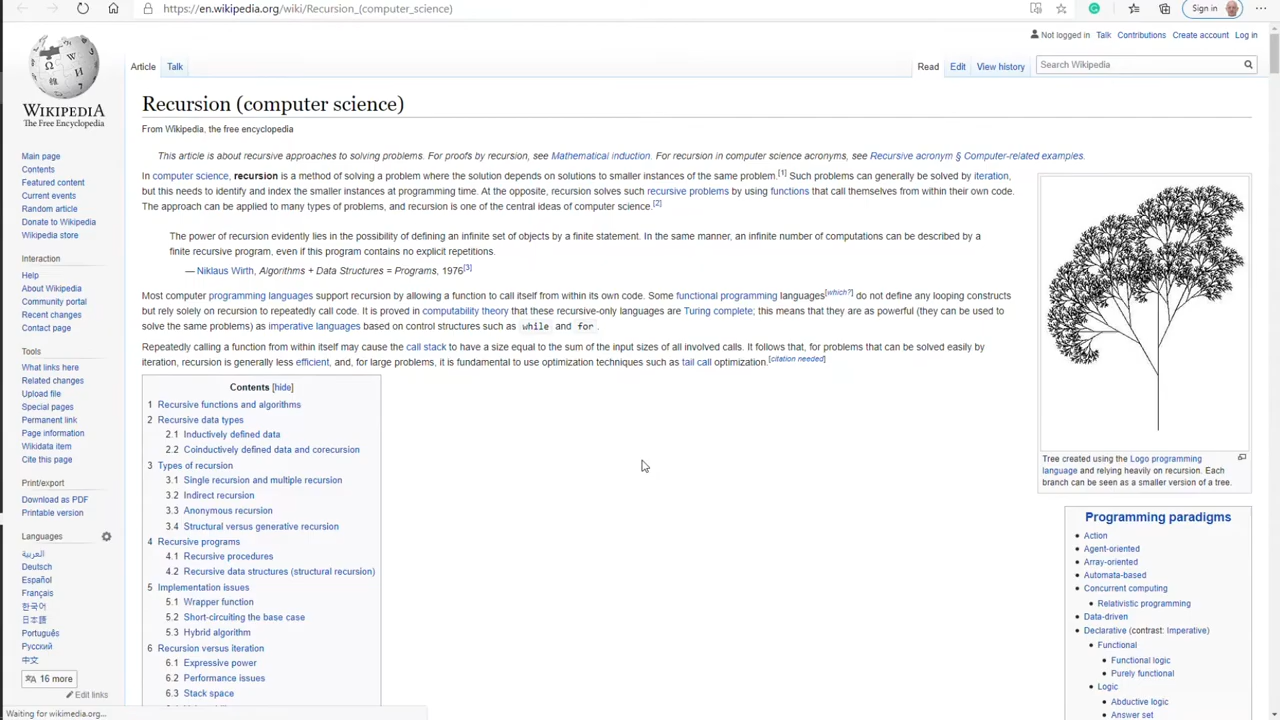 https://en.wikipedia.org/wiki/Recursion_(computer_science)
Sign in
Not logged in Talk Contributions Create account Log in
Article Talk
Read Edit View history
Search Wikipedia
WIKIPEDIA
The Free Encyclopedia
Main page
Contents
Featured content
Current events
Random article
Donate to Wikipedia
Wikipedia store
Interaction
Help
About Wikipedia
Community portal
Recent changes
Contact page
Tools
What links here
Related changes
Upload file
Special pages
Permanent link
Page information
Wikidata item
Cite this page
Print/export
Download as PDF
Printable version
Languages
العربية
Deutsch
Español
Français
한국어
日本語
Português
Русский
中文
16 more
Edit links
Recursion (computer science)
From Wikipedia, the free encyclopedia
This article is about recursive approaches to solving problems. For proofs by recursion, see Mathematical induction. For recursion in computer science acronyms, see Recursive acronym § Computer-related examples.
In computer science, recursion is a method of solving a problem where the solution depends on solutions to smaller instances of the same problem.[1] Such problems can generally be solved by iteration,
but this needs to identify and index the smaller instances at programming time. At the opposite, recursion solves such recursive problems by using functions that call themselves from within their own code.
The approach can be applied to many types of problems, and recursion is one of the central ideas of computer science.[2]
The power of recursion evidently lies in the possibility of defining an infinite set of objects by a finite statement. In the same manner, an infinite number of computations can be described by a
finite recursive program, even if this program contains no explicit repetitions.
— Niklaus Wirth, Algorithms + Data Structures = Programs, 1976[3]
Most computer programming languages support recursion by allowing a function to call itself from within its own code. Some functional programming languages[which?] do not define any looping constructs
but rely solely on recursion to repeatedly call code. It is proved in computability theory that these recursive-only languages are Turing complete; this means that they are as powerful (they can be used to
solve the same problems) as imperative languages based on control structures such as while and for.
Repeatedly calling a function from within itself may cause the call stack to have a size equal to the sum of the input sizes of all involved calls. It follows that, for problems that can be solved easily by
iteration, recursion is generally less efficient, and, for large problems, it is fundamental to use optimization techniques such as tail call optimization.[citation needed]
Contents [hide]
1 Recursive functions and algorithms
2 Recursive data types
2.1 Inductively defined data
2.2 Coinductively defined data and corecursion
3 Types of recursion
3.1 Single recursion and multiple recursion
3.2 Indirect recursion
3.3 Anonymous recursion
3.4 Structural versus generative recursion
4 Recursive programs
4.1 Recursive procedures
4.2 Recursive data structures (structural recursion)
5 Implementation issues
5.1 Wrapper function
5.2 Short-circuiting the base case
5.3 Hybrid algorithm
6 Recursion versus iteration
6.1 Expressive power
6.2 Performance issues
6.3 Stack space
Tree created using the Logo programming
language and relying heavily on recursion. Each
branch can be seen as a smaller version of a tree.
Programming paradigms
Action
Agent-oriented
Array-oriented
Automata-based
Concurrent computing
Relativistic programming
Data-driven
Declarative (contrast: Imperative)
Functional
Functional logic
Purely functional
Logic
Abductive logic
Answer set
Waiting for wikimedia.org...